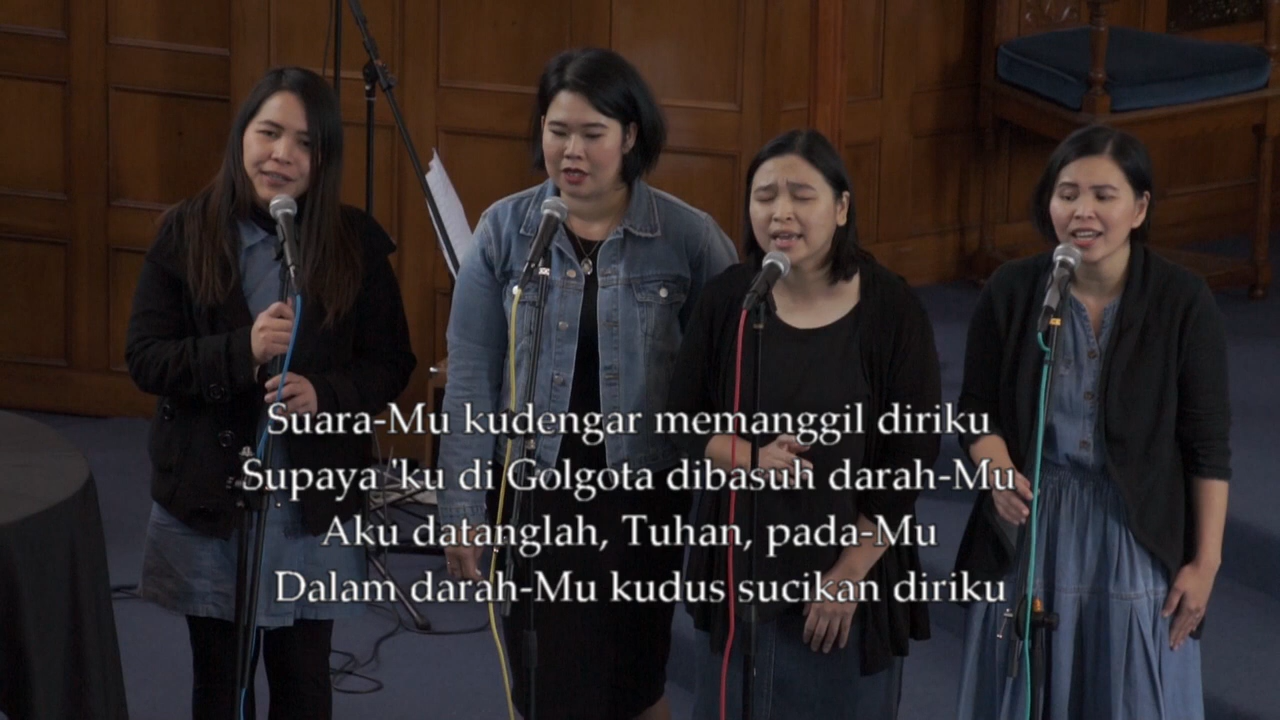 Suara-Mu kudengar memanggil diriku
Supaya 'ku di Golgota dibasuh darah-Mu
Aku datanglah, Tuhan, pada-Mu
Dalam darah-Mu kudus sucikan diriku